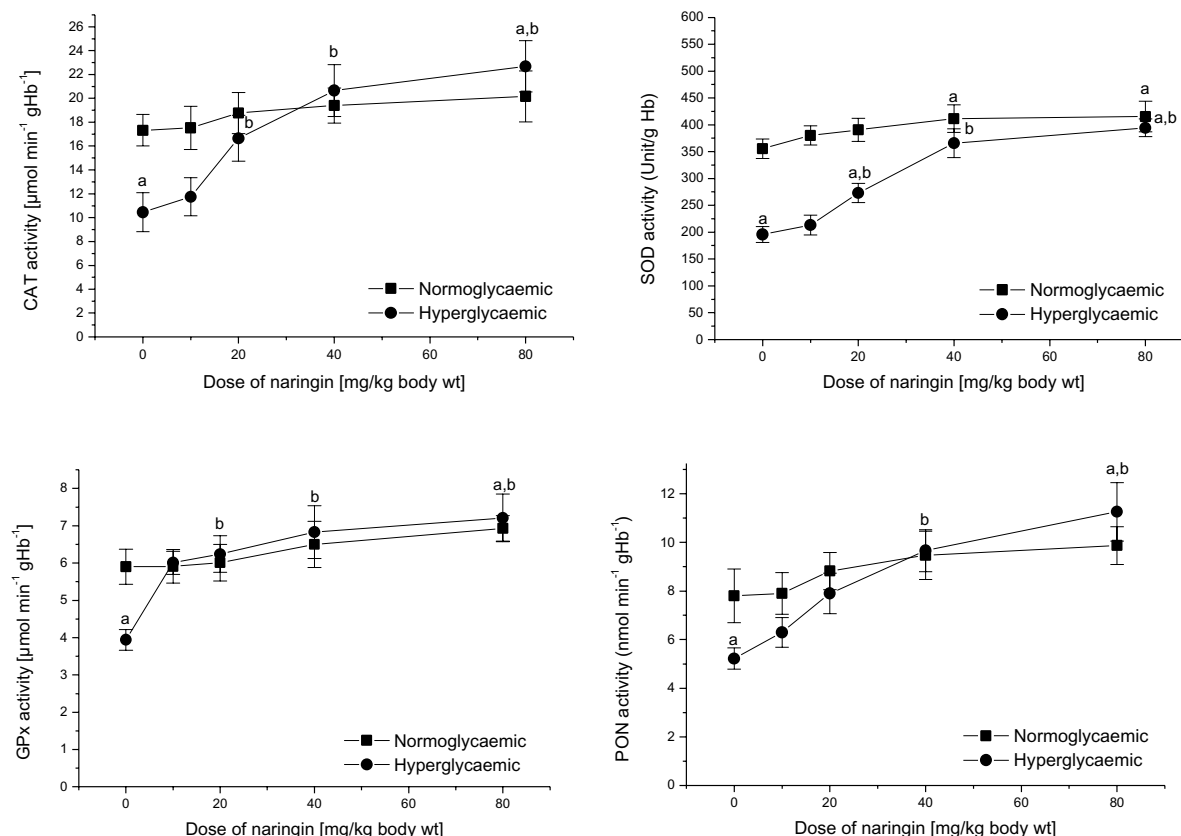 26
24
22
20
18
16
14
12
10
8
6
4
2
0
CAT activity [µmol min⁻¹ gHb⁻¹]
a
b
b
a,b
Normoglycaemic
Hyperglycaemic
0 20 40 60 80
Dose of naringin [mg/kg body wt]
600
550
500
450
400
350
300
250
200
150
100
50
0
SOD activity (Unit/g Hb)
a
a,b
a
b
a
a,b
Normoglycaemic
Hyperglycaemic
0 20 40 60 80
Dose of naringin [mg/kg body wt]
8
7
6
5
4
3
2
1
0
GPx activity [µmol min⁻¹ gHb⁻¹]
a
b
b
a,b
Normoglycaemic
Hyperglycaemic
0 20 40 60 80
Dose of naringin [mg/kg body wt]
12
10
8
6
4
2
0
PON activity (nmol min⁻¹ gHb⁻¹)
a
b
a,b
Normoglycaemic
Hyperglycaemic
0 20 40 60 80
Dose of naringin [mg/kg body wt]